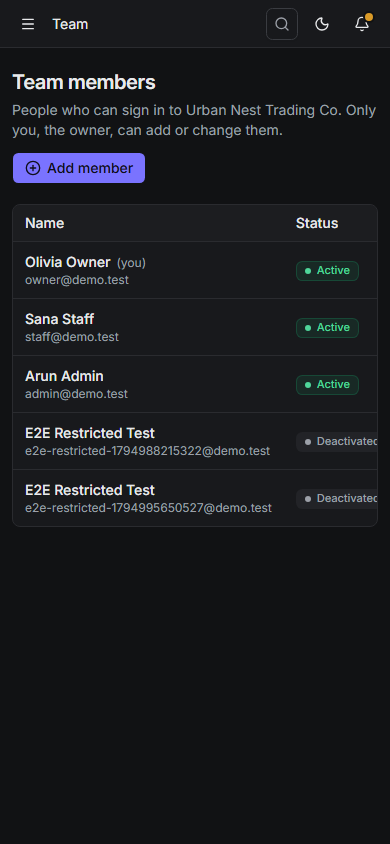 Team
Team members
People who can sign in to Urban Nest Trading Co. Only
you, the owner, can add or change them.
Add member
Name Status
Olivia Owner (you) Active
owner@demo.test
Sana Staff Active
staff@demo.test
Arun Admin Active
admin@demo.test
E2E Restricted Test Deactivated
e2e-restricted-1794988215322@demo.test
E2E Restricted Test Deactivated
e2e-restricted-1794995650527@demo.test